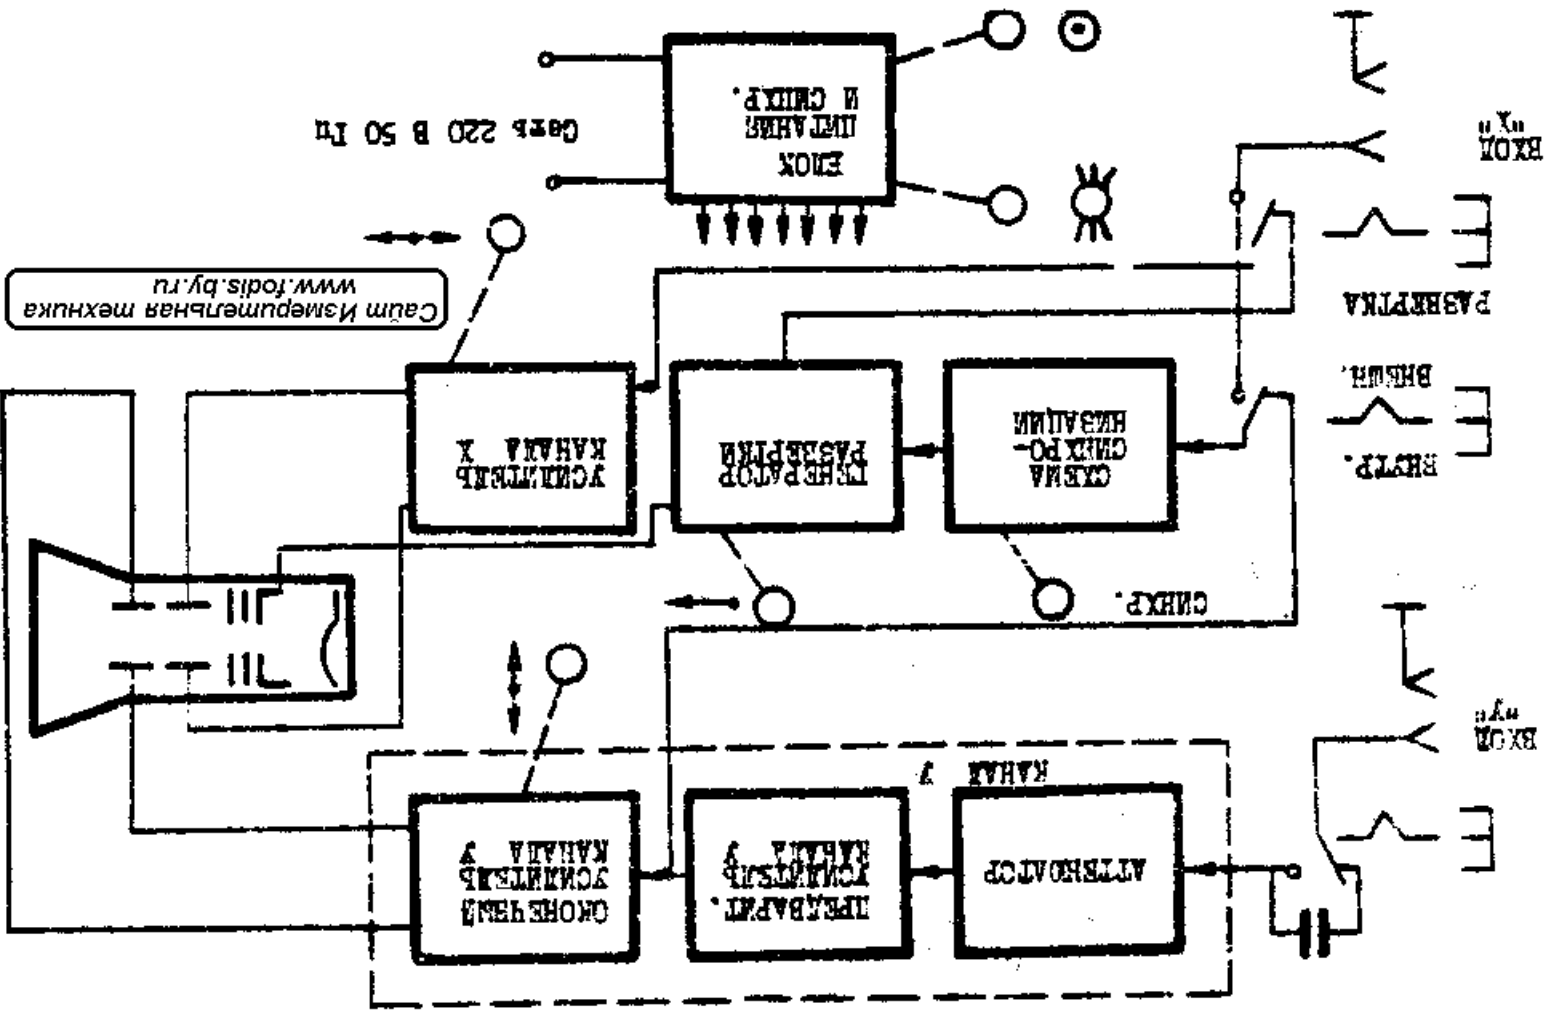 ВХОД
"У"
КАНАЛ У
АТТЕНЮАТОР
ПРЕДВАРИТ.
УСИЛИТЕЛЬ
КАНАЛА У
ОКОНЕЧНЫЙ
УСИЛИТЕЛЬ
КАНАЛА У
СИНХР.
ВНУТР.
ВНЕШН.
СХЕМА
СИНХРО-
НИЗАЦИИ
ГЕНЕРАТОР
РАЗВЕРТКИ
УСИЛИТЕЛЬ
КАНАЛА Х
РАЗВЕРТКА
Сайт Измерительная техника
www.fodis.by.ru
ВХОД
"Х"
БЛОК
ПИТАНИЯ
И СИНХР.
Сеть 220 В 50 Гц